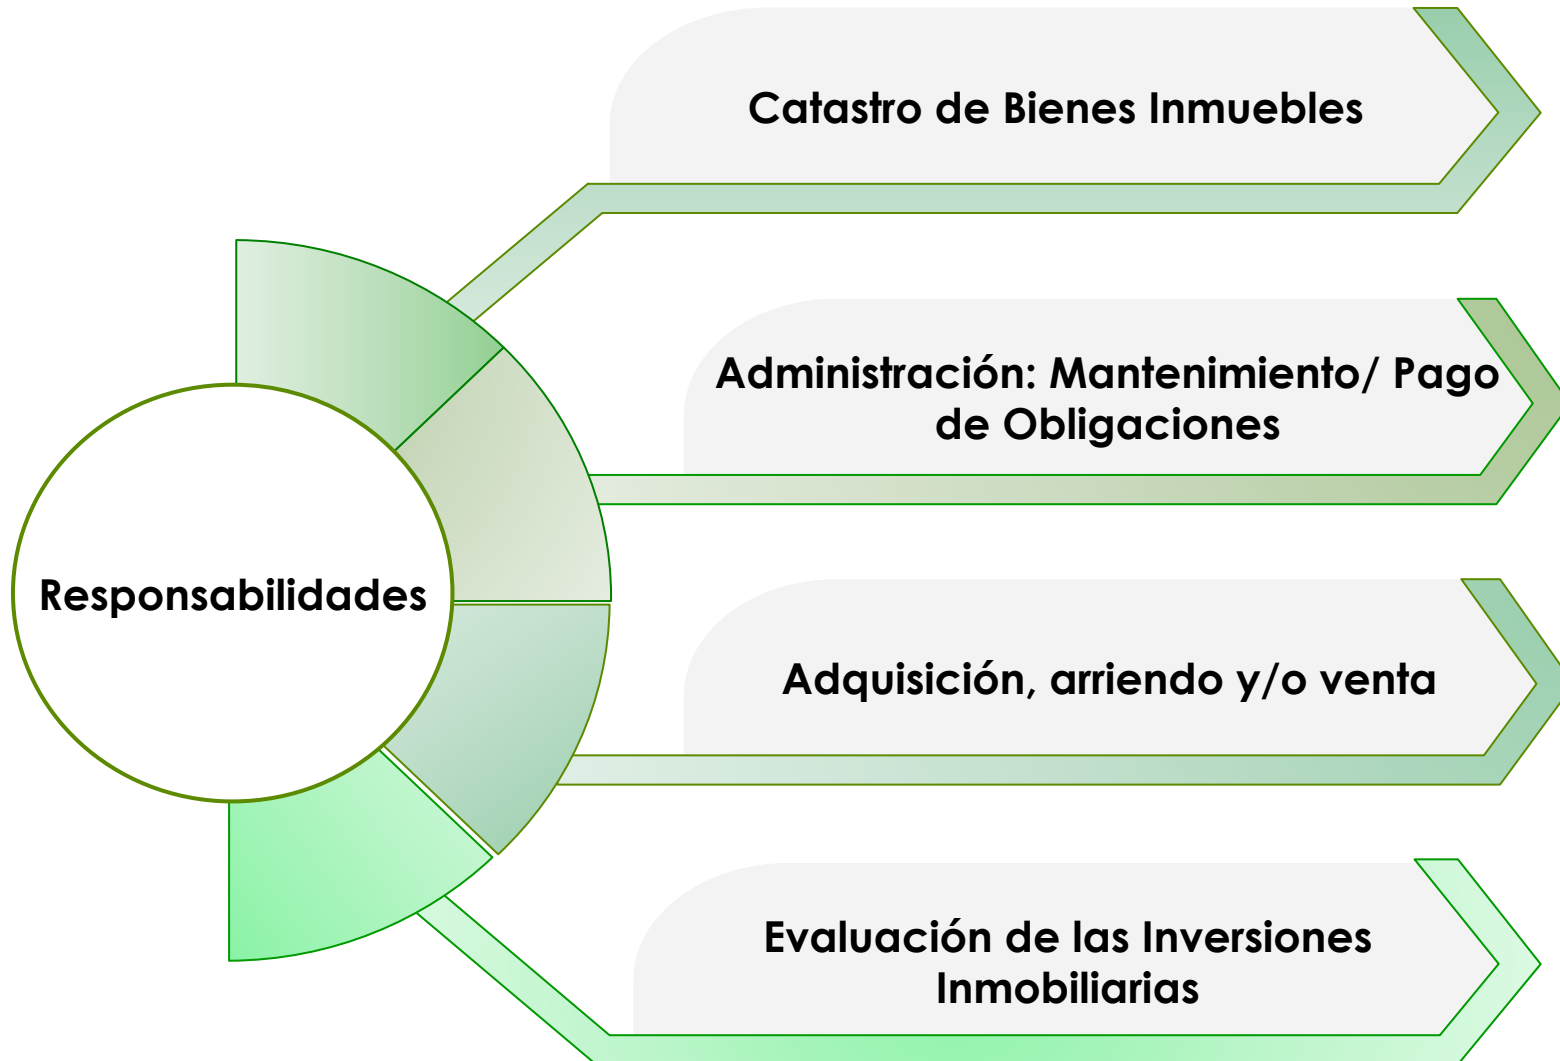 Catastro de Bienes Inmuebles
Administración: Mantenimiento/ Pago
de Obligaciones
Responsabilidades
Adquisición, arriendo y/o venta
Evaluación de las Inversiones
Inmobiliarias